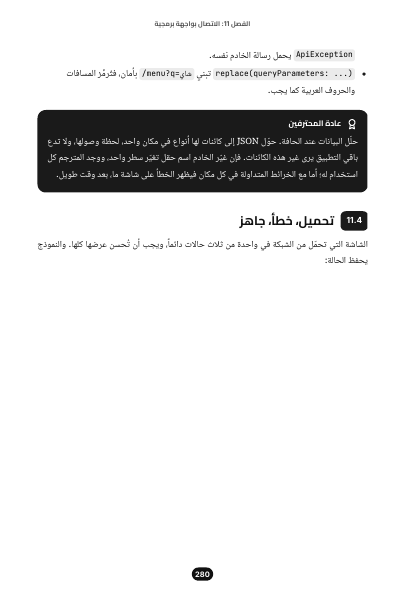 الفصل 11: الاتصال بواجهة برمجية
ApiException يحمل رسالة الخادم نفسه.
• replace(queryParameters: ...) تبني /menu?q=شاي بأمان، فتُرمَّز المسافات
والحروف العربية كما يجب.
عادة المحترفين
حلّل البيانات عند الحافة. حوّل JSON إلى كائنات لها أنواع في مكان واحد، لحظة وصولها، ولا تدع
باقي التطبيق يرى غير هذه الكائنات. فإن غيّر الخادم اسم حقل تغيّر سطر واحد، ووجد المترجم كل
استخدام له؛ أما مع الخرائط المتداولة في كل مكان فيظهر الخطأ على شاشة ما، بعد وقت طويل.
11.4 تحميل، خطأ، جاهز
الشاشة التي تحمّل من الشبكة في واحدة من ثلاث حالات دائماً، ويجب أن تُحسن عرضها كلها. والنموذج
يحفظ الحالة:
280